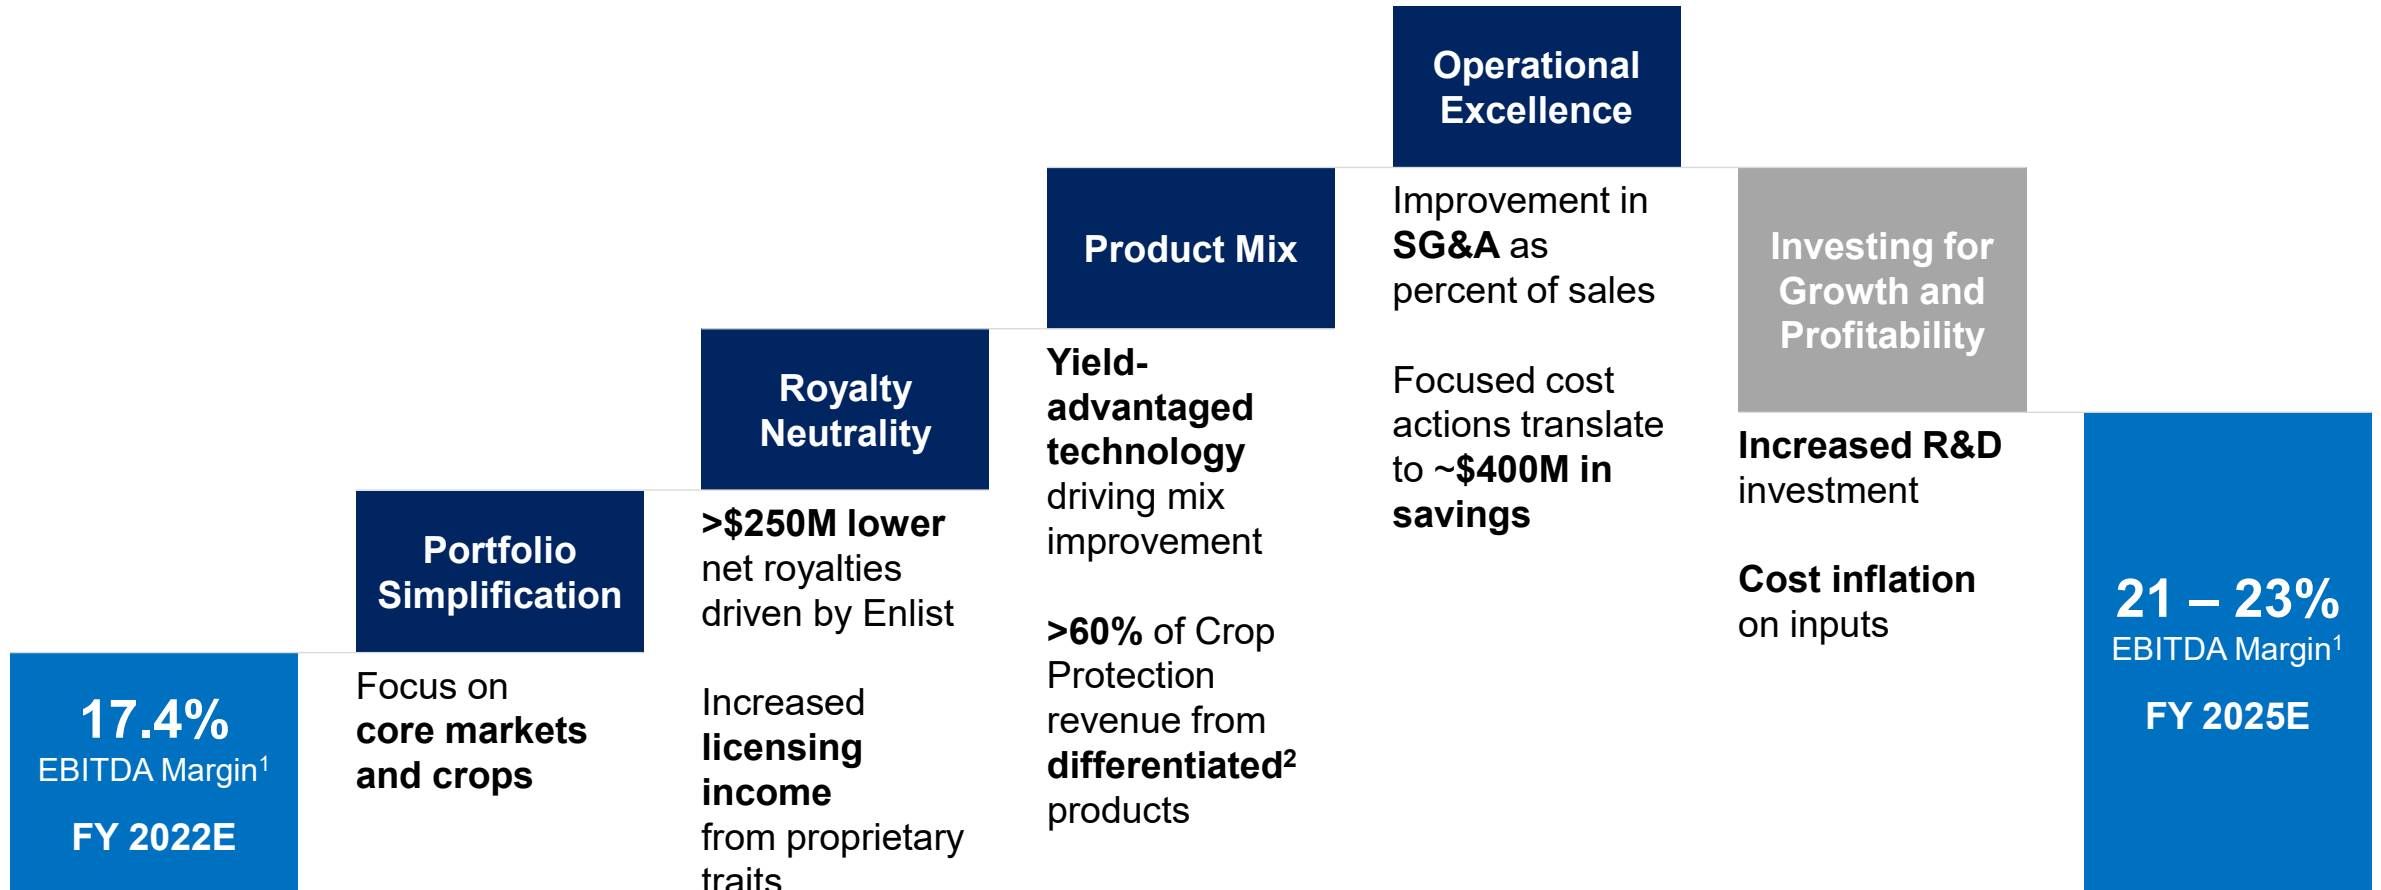 17.4%
EBITDA Margin1
FY 2022E
Portfolio
Simplification
Focus on
core markets
and crops
Royalty
Neutrality
>$250M lower
net royalties
driven by Enlist
Increased
licensing
income
from proprietary
traits
Product Mix
Yield-
advantaged
technology
driving mix
improvement
>60% of Crop
Protection
revenue from
differentiated2
products
Operational
Excellence
Improvement in
SG&A as
percent of sales
Focused cost
actions translate
to ~$400M in
savings
Investing for
Growth and
Profitability
Increased R&D
investment
Cost inflation
on inputs
21 – 23%
EBITDA Margin1
FY 2025E